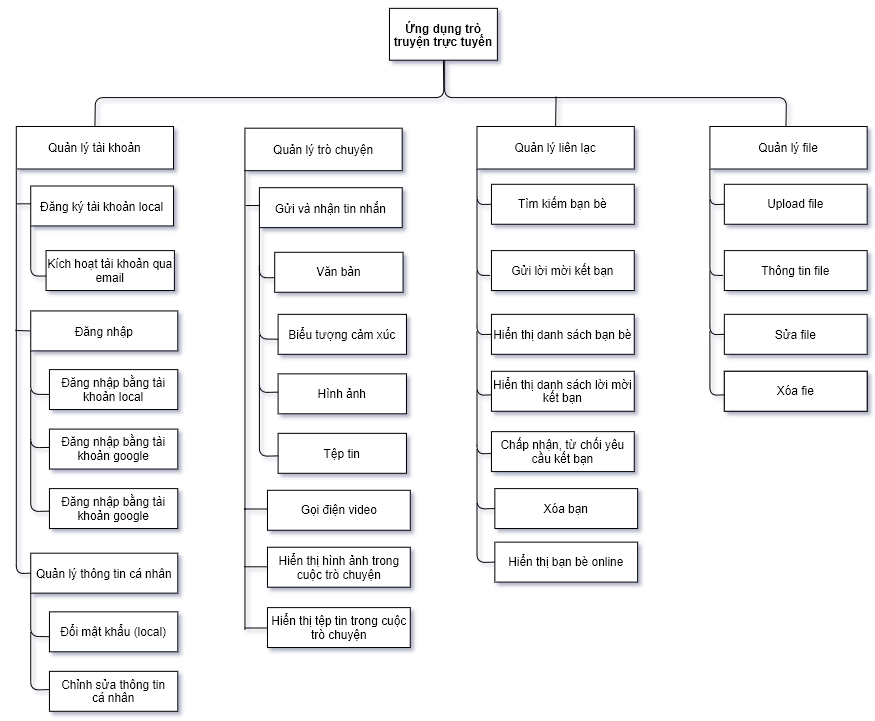 Ứng dụng trò
truyện trực tuyến
Quản lý tài khoản
Đăng ký tài khoản local
Kích hoạt tài khoản qua
email
Đăng nhập
Đăng nhập bằng tài
khoản local
Đăng nhập bằng tài
khoản google
Đăng nhập bằng tài
khoản google
Quản lý thông tin cá nhân
Đổi mật khẩu (local)
Chỉnh sửa thông tin
cá nhân
Quản lý trò chuyện
Gửi và nhận tin nhắn
Văn bản
Biểu tượng cảm xúc
Hình ảnh
Tệp tin
Gọi điện video
Hiển thị hình ảnh trong
cuộc trò chuyện
Hiển thị tệp tin trong cuộc
trò chuyện
Quản lý liên lạc
Tìm kiếm bạn bè
Gửi lời mời kết bạn
Hiển thị danh sách bạn bè
Hiển thị danh sách lời mời
kết bạn
Chấp nhận, từ chối yêu
cầu kết bạn
Xóa bạn
Hiển thị bạn bè online
Quản lý file
Upload file
Thông tin file
Sửa file
Xóa fie